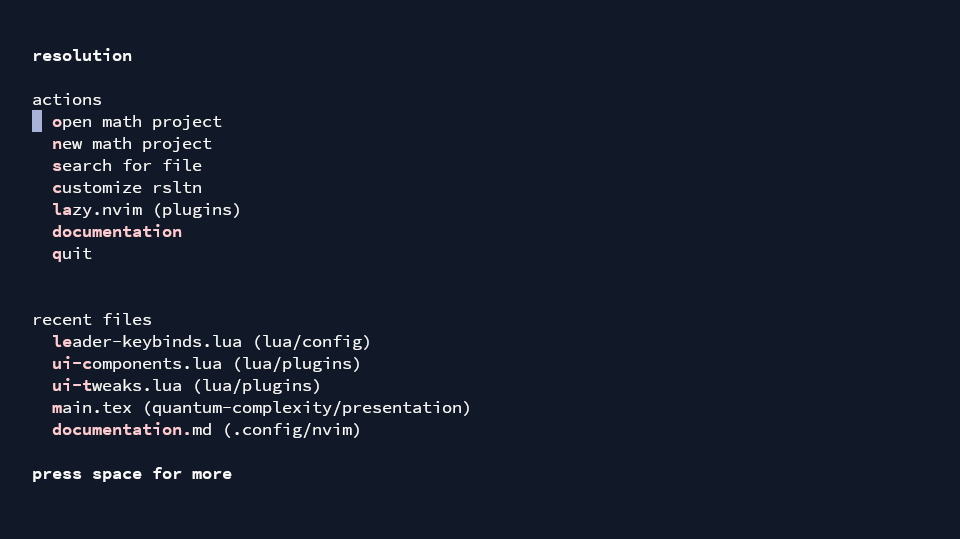 resolution
actions
open math project
new math project
search for file
customize rsltn
lazy.nvim (plugins)
documentation
quit
recent files
leader-keybinds.lua (lua/config)
ui-components.lua (lua/plugins)
ui-tweaks.lua (lua/plugins)
main.tex (quantum-complexity/presentation)
documentation.md (.config/nvim)
press space for more